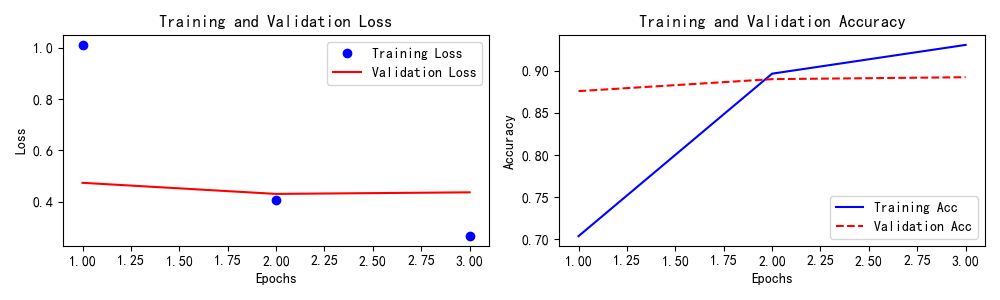 Training and Validation Loss
1.0
0.8
0.6
0.4
Loss
Training Loss
Validation Loss
1.00 1.25 1.50 1.75 2.00 2.25 2.50 2.75 3.00
Epochs
Training and Validation Accuracy
0.90
0.85
0.80
0.75
0.70
Accuracy
Training Acc
Validation Acc
1.00 1.25 1.50 1.75 2.00 2.25 2.50 2.75 3.00
Epochs